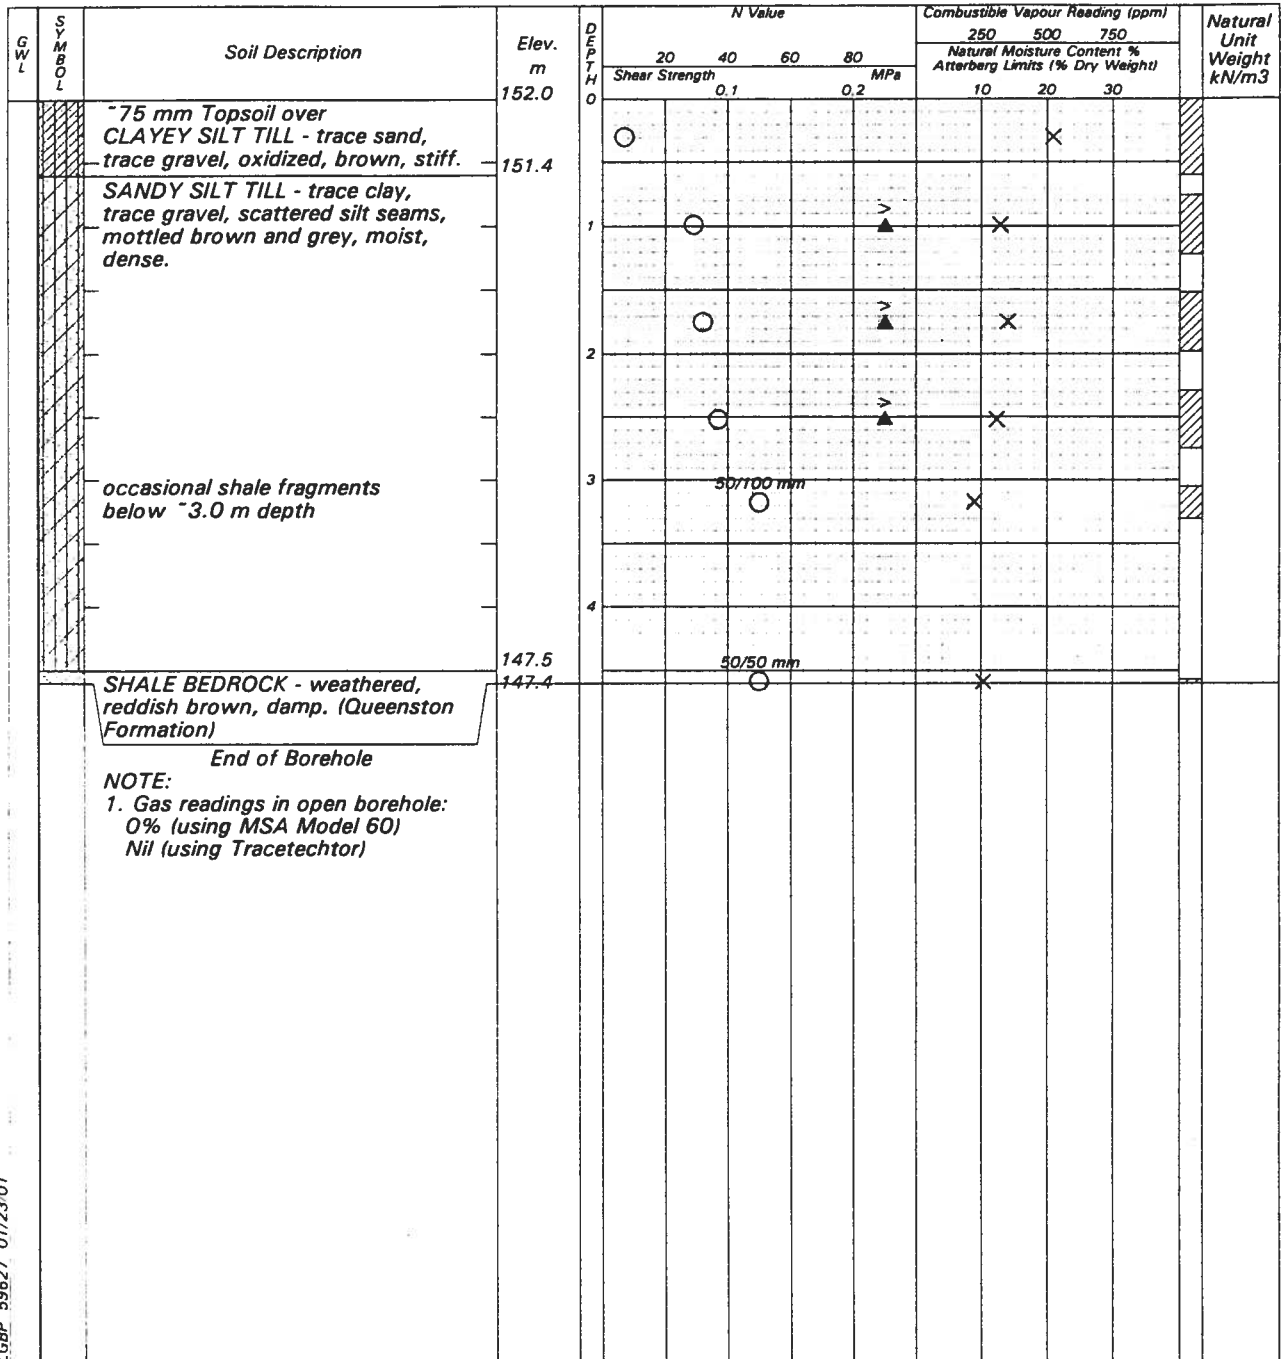 GWL
SYMBOL
Soil Description
Elev.
m
DEPTH
N Value
20 40 60 80
Shear Strength MPa
0.1 0.2
Combustible Vapour Reading (ppm)
250 500 750
Natural Moisture Content %
Atterberg Limits (% Dry Weight)
10 20 30
Natural
Unit
Weight
kN/m3
152.0
0
~75 mm Topsoil over
CLAYEY SILT TILL - trace sand,
trace gravel, oxidized, brown, stiff.
151.4
SANDY SILT TILL - trace clay,
trace gravel, scattered silt seams,
mottled brown and grey, moist,
dense.
1
2
3
50/100 mm
occasional shale fragments
below ~3.0 m depth
4
147.5
50/50 mm
147.4
SHALE BEDROCK - weathered,
reddish brown, damp. (Queenston
Formation)
End of Borehole
NOTE:
1. Gas readings in open borehole:
0% (using MSA Model 60)
Nil (using Tracetechtor)
LGBP 59627 01/23/01